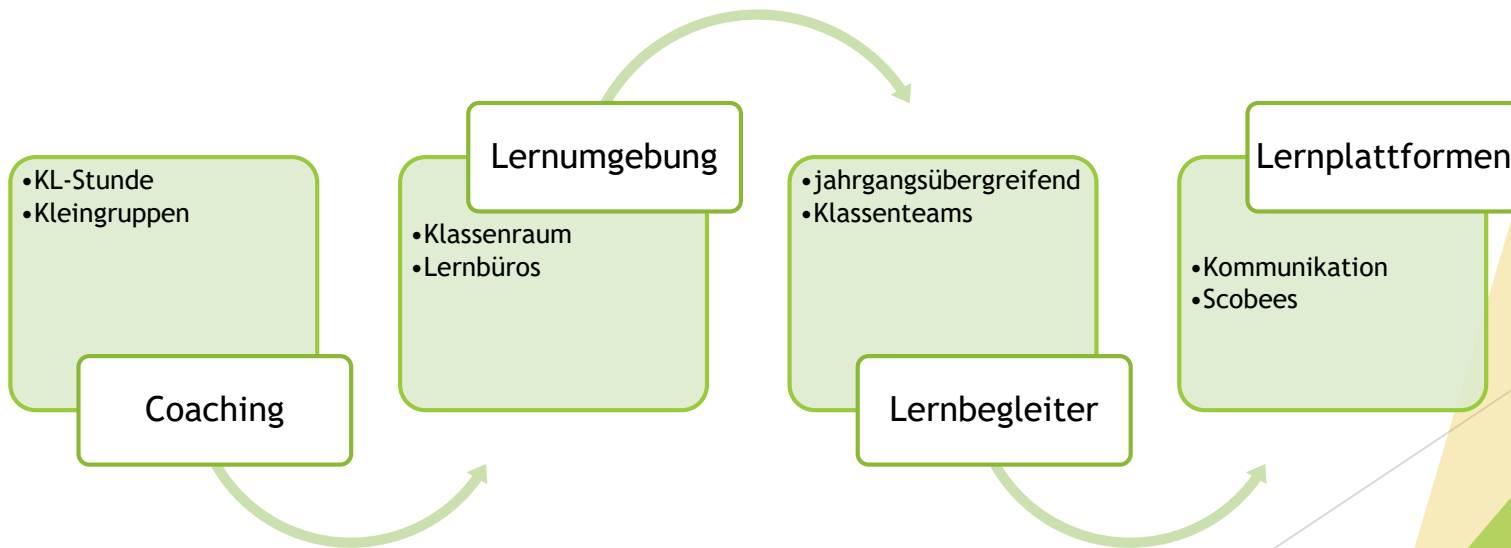 •KL-Stunde
•Kleingruppen
Coaching
Lernumgebung
•Klassenraum
•Lernbüros
•jahrgangsübergreifend
•Klassenteams
Lernbegleiter
Lernplattformen
•Kommunikation
•Scobees